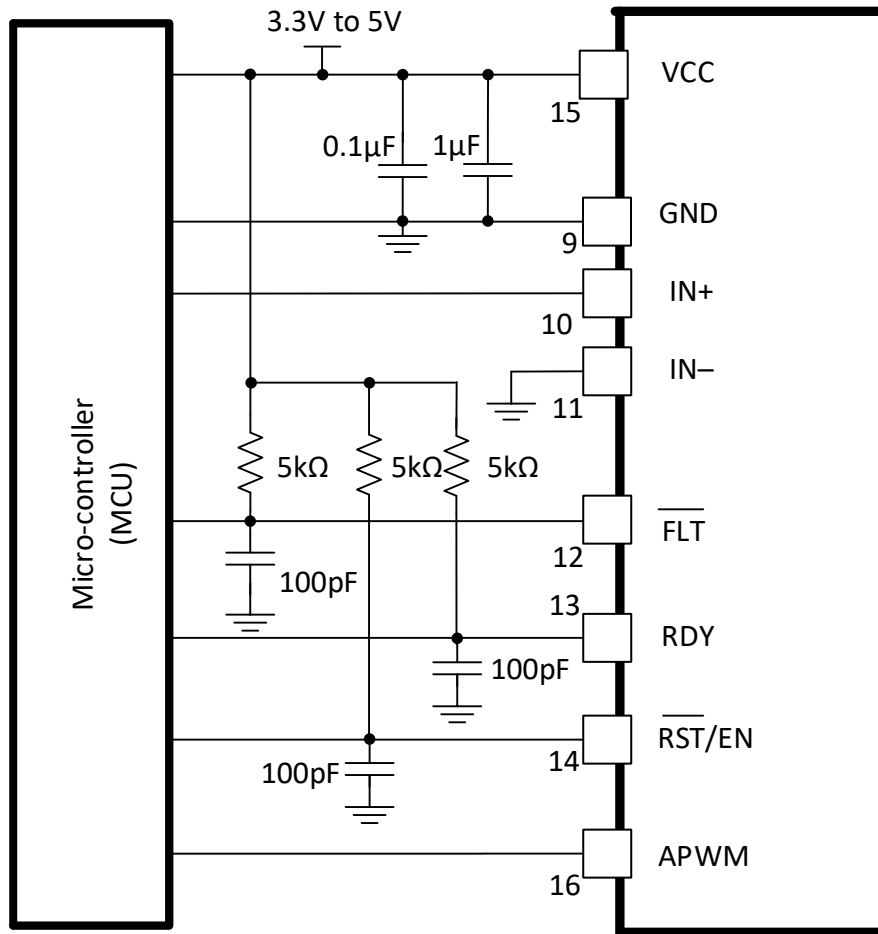 3.3V to 5V
VCC
15
0.1µF
1µF
GND
9
IN+
10
IN–
11
Micro-controller
(MCU)
5kΩ
5kΩ
5kΩ
FLT
12
100pF
13
RDY
100pF
RST/EN
14
100pF
APWM
16